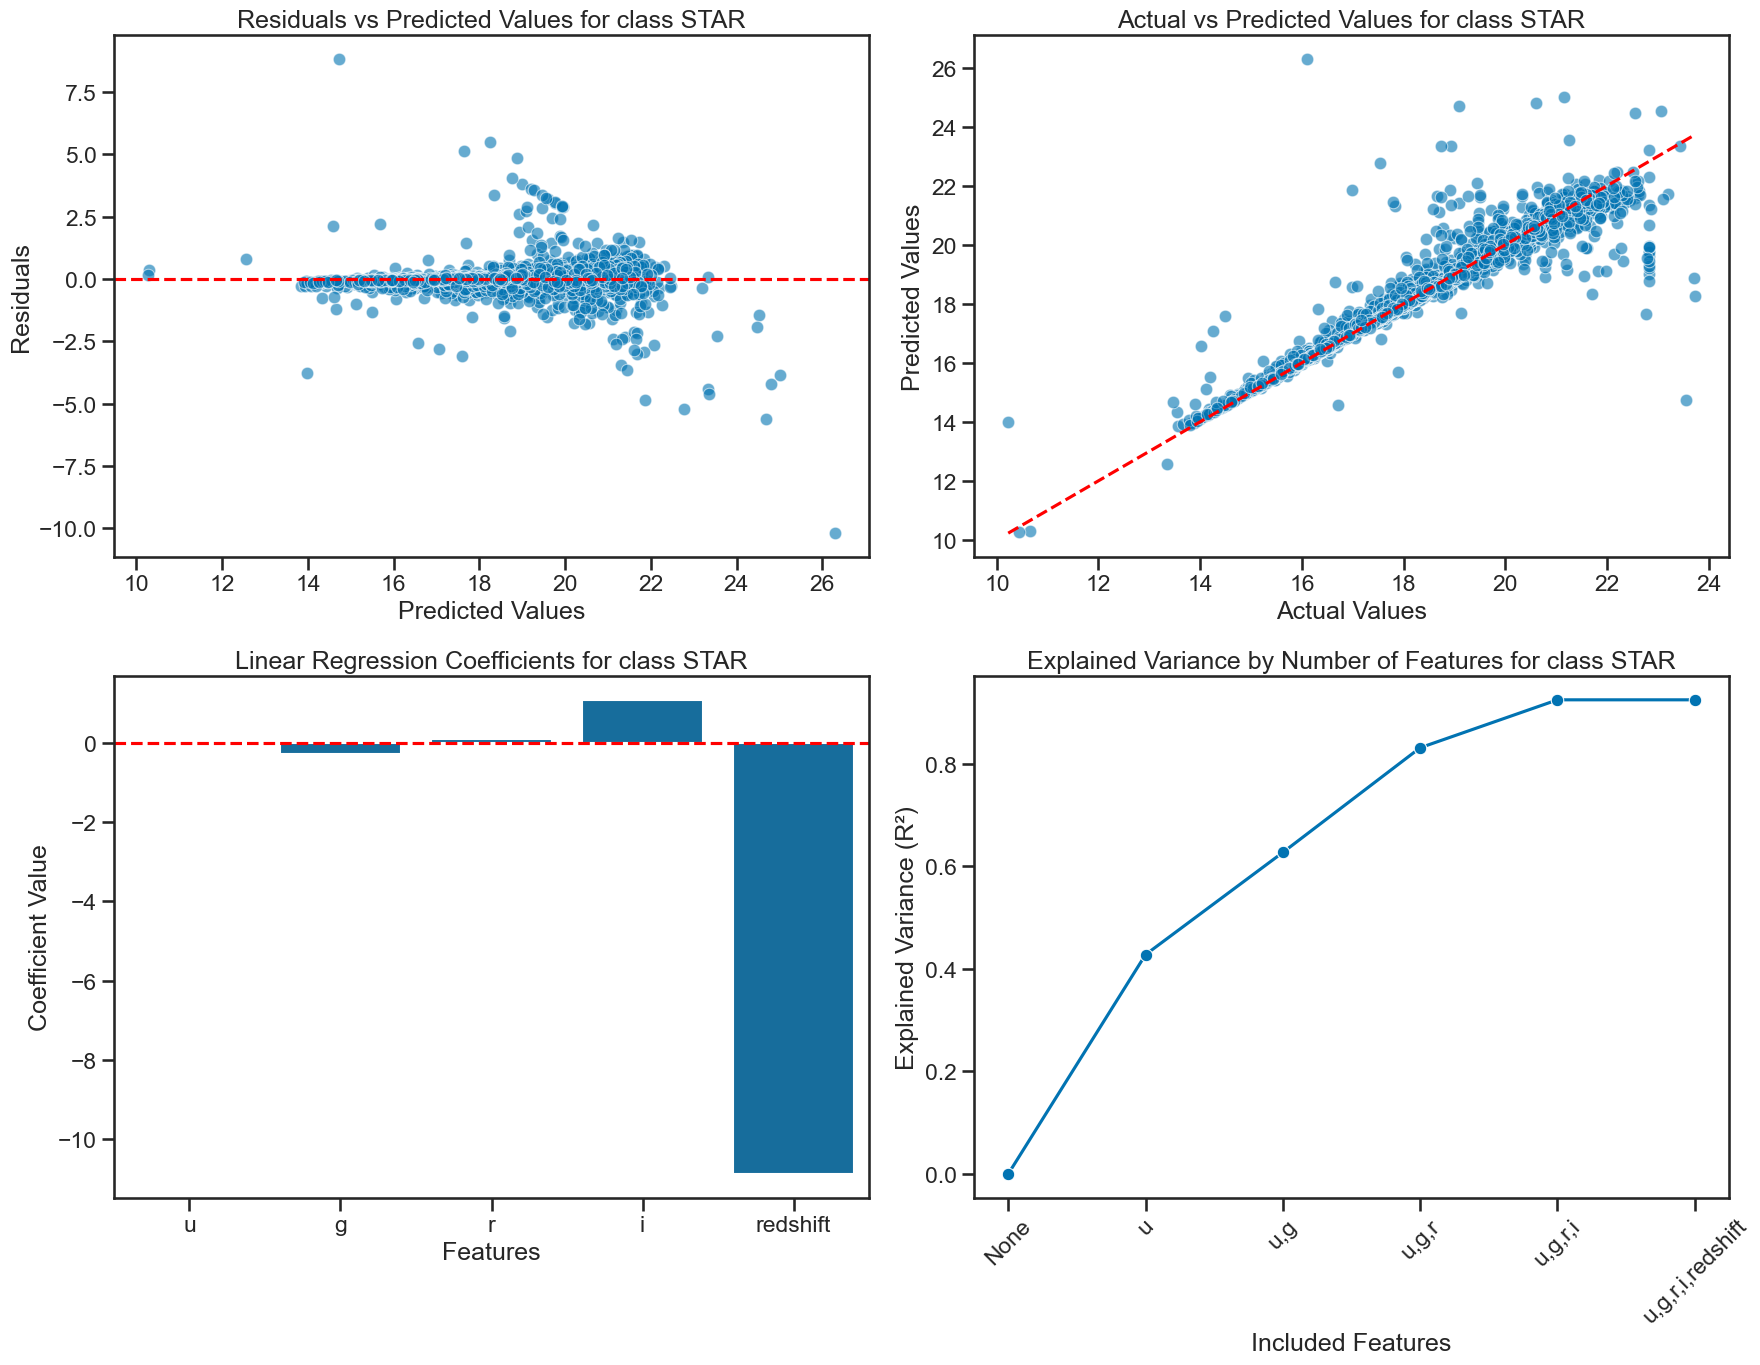 Residuals vs Predicted Values for class STAR
7.5
5.0
2.5
0.0
−2.5
−5.0
−7.5
−10.0
Residuals
10 12 14 16 18 20 22 24 26
Predicted Values
Actual vs Predicted Values for class STAR
26
24
22
20
18
16
14
12
10
Predicted Values
10 12 14 16 18 20 22 24
Actual Values
Linear Regression Coefficients for class STAR
0
−2
−4
−6
−8
−10
Coefficient Value
u g r i redshift
Features
Explained Variance by Number of Features for class STAR
0.8
0.6
0.4
0.2
0.0
Explained Variance (R²)
None
u
u,g
u,g,r
u,g,r,i
u,g,r,i,redshift
Included Features